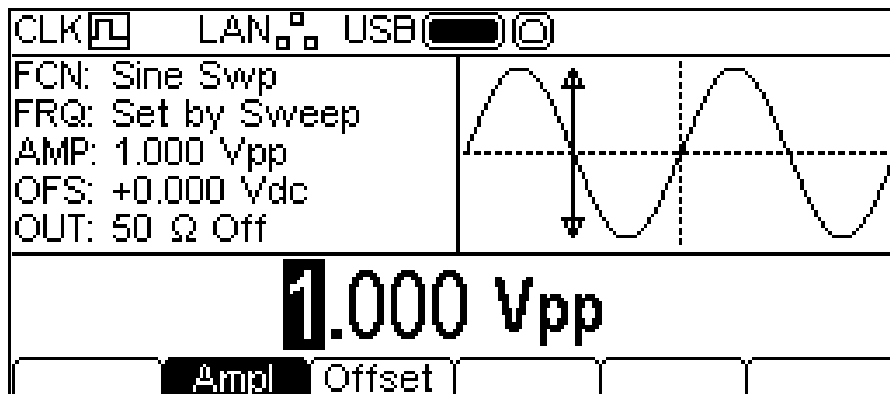 CLK LAN USB
FCN: Sine Swp
FRQ: Set by Sweep
AMP: 1.000 Vpp
OFS: +0.000 Vdc
OUT: 50 Ω Off
1.000 Vpp
Ampl Offset